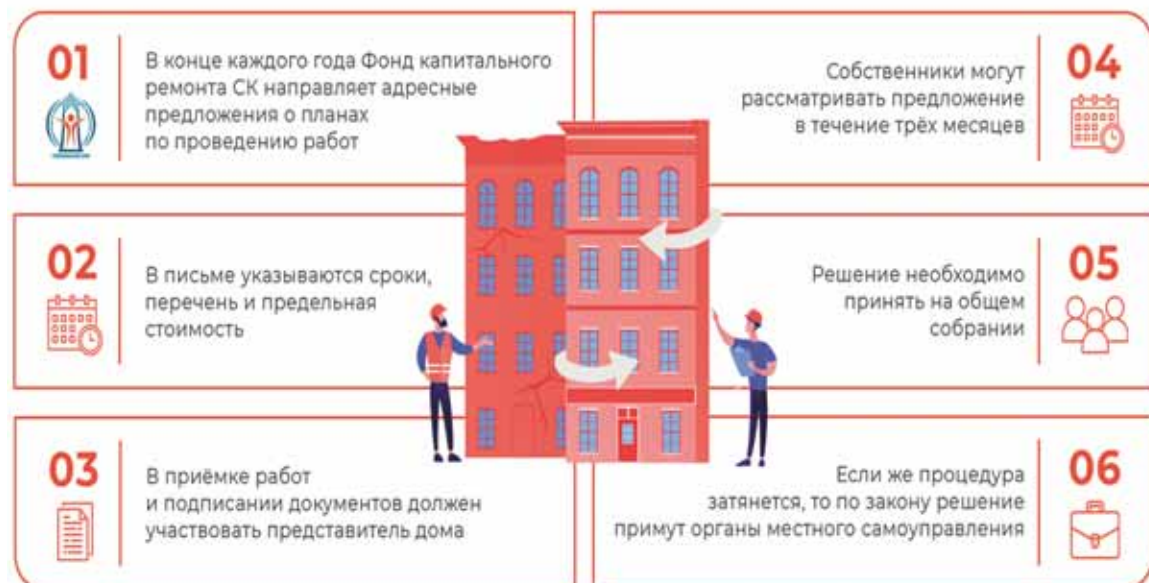 01
В конце каждого года Фонд капитального
ремонта СК направляет адресные
предложения о планах
по проведению работ
02
В письме указываются сроки,
перечень и предельная
стоимость
03
В приёмке работ
и подписании документов должен
участвовать представитель дома
04
Собственники могут
рассматривать предложение
в течение трёх месяцев
05
Решение необходимо
принять на общем
собрании
06
Если же процедура
затянется, то по закону решение
примут органы местного самоуправления